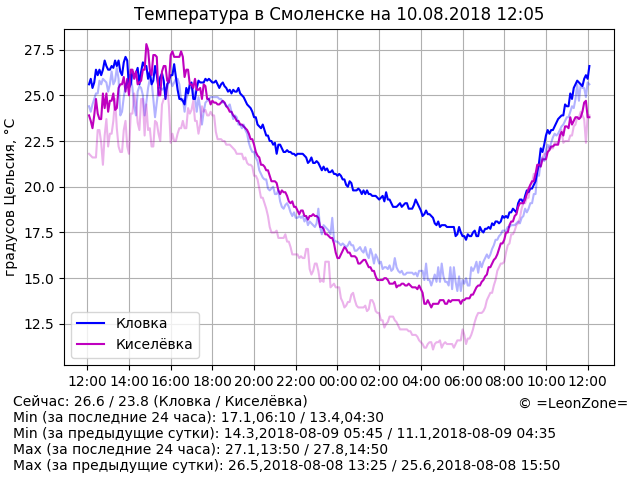 Температура в Смоленске на 10.08.2018 12:05
27.5
25.0
22.5
20.0
17.5
15.0
12.5
градусов Цельсия, °C
Кловка
Киселёвка
12:00 14:00 16:00 18:00 20:00 22:00 00:00 02:00 04:00 06:00 08:00 10:00 12:00
Сейчас: 26.6 / 23.8 (Кловка / Киселёвка)
© =LeonZone=
Min (за последние 24 часа): 17.1,06:10 / 13.4,04:30
Min (за предыдущие сутки): 14.3,2018-08-09 05:45 / 11.1,2018-08-09 04:35
Max (за последние 24 часа): 27.1,13:50 / 27.8,14:50
Max (за предыдущие сутки): 26.5,2018-08-08 13:25 / 25.6,2018-08-08 15:50